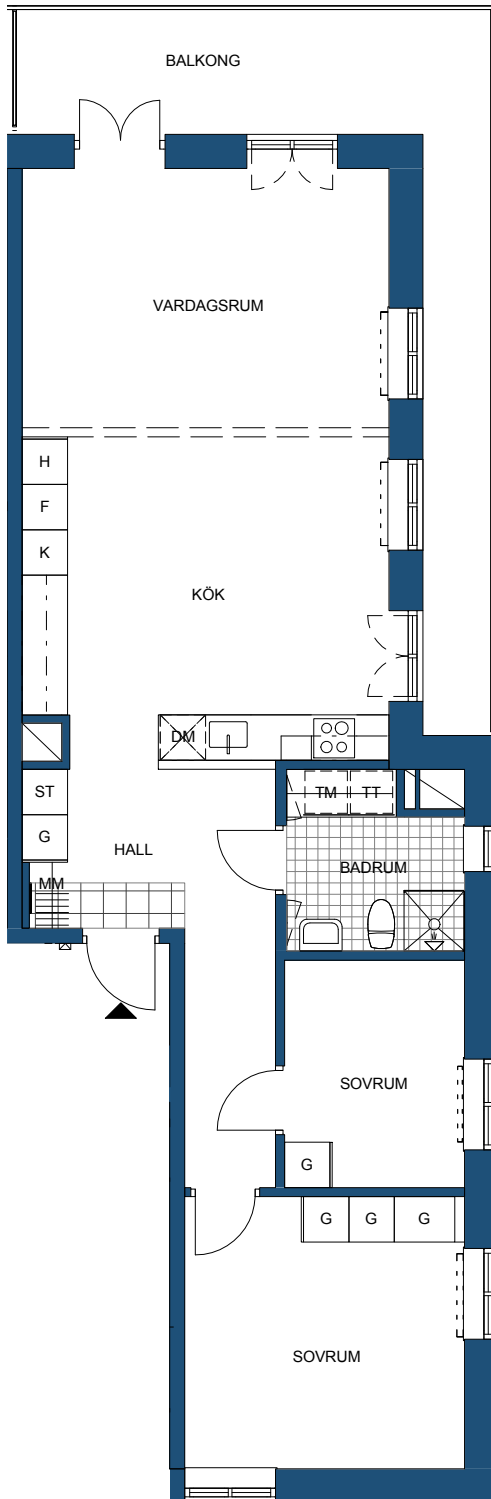 BALKONG
VARDAGSRUM
H
F
K
KÖK
DM
ST
TM TT
G
HALL
BADRUM
MM
SOVRUM
G
G G G
SOVRUM